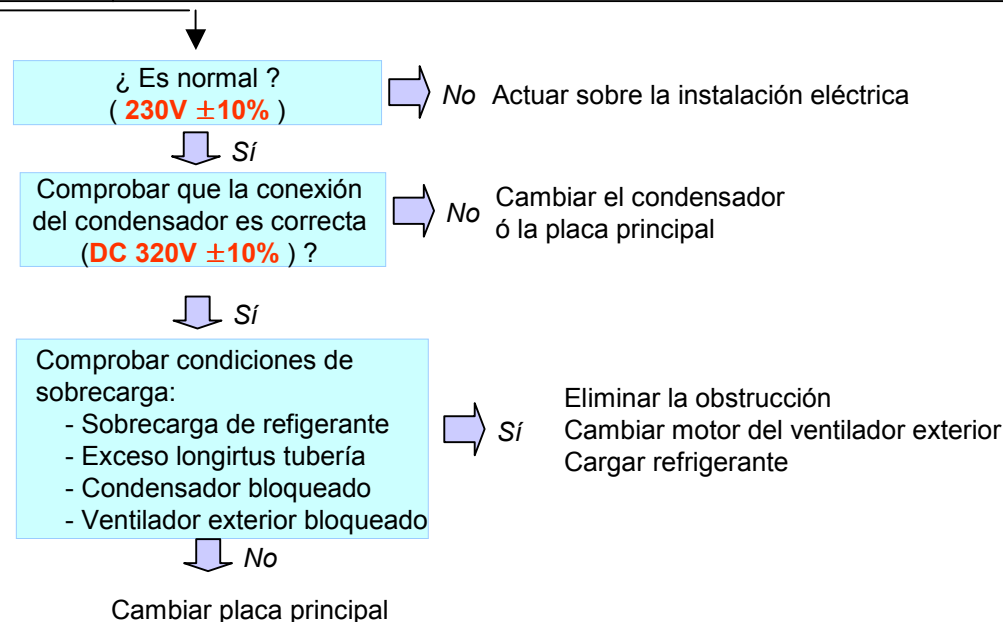 ¿ Es normal ?
( 230V ±10% )
No Actuar sobre la instalación eléctrica
Sí
Comprobar que la conexión
del condensador es correcta
(DC 320V ±10% ) ?
No Cambiar el condensador
ó la placa principal
Sí
Comprobar condiciones de
sobrecarga:
- Sobrecarga de refigerante
- Exceso longirtus tubería
- Condensador bloqueado
- Ventilador exterior bloqueado
Sí
Eliminar la obstrucción
Cambiar motor del ventilador exterior
Cargar refrigerante
No
Cambiar placa principal